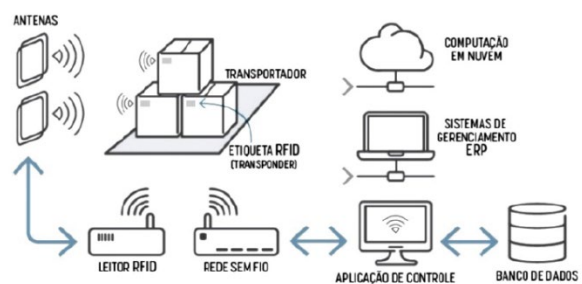 ANTENAS
TRANSPORTADOR
ETIQUETA RFID
(TRANSPONDER)
COMPUTAÇÃO
EM NUVEM
SISTEMAS DE
GERENCIAMENTO
ERP
LEITOR RFID
REDE SEM FIO
APLICAÇÃO DE CONTROLE
BANCO DE DADOS